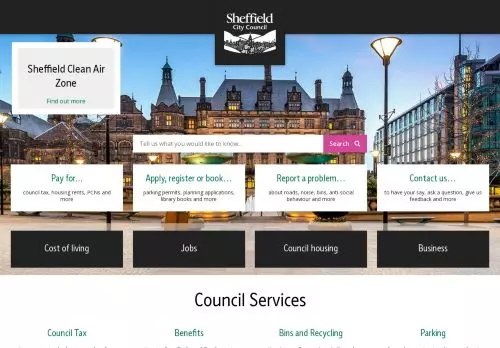 Sheffield
City Council
Sheffield Clean Air
Zone
Find out more
Tell us what you would like to know..
Search
Pay for...
council tax, housing rents, PCNs and
more
Apply, register or book...
parking permits, planning applications,
library books and more
Report a problem...
about roads, noise, bins, anti-social
behaviour and more
Contact us...
to have your say, ask a question, give us
feedback and more
Cost of living
Jobs
Council housing
Business
Council Services
Council Tax
Benefits
Bins and Recycling
Parking